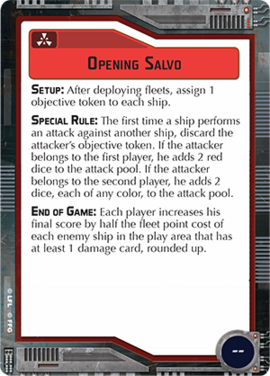 OPENING SALVO
SETUP: After deploying fleets, assign 1
objective token to each ship.
SPECIAL RULE: The first time a ship performs
an attack against another ship, discard the
attacker's objective token. If the attacker
belongs to the first player, he adds 2 red
dice to the attack pool. If the attacker
belongs to the second player, he adds 2
dice, each of any color, to the attack pool.
END OF GAME: Each player increases his
final score by half the fleet point cost of
each enemy ship in the play area that has
at least 1 damage card, rounded up.
© LFL © FFG
--